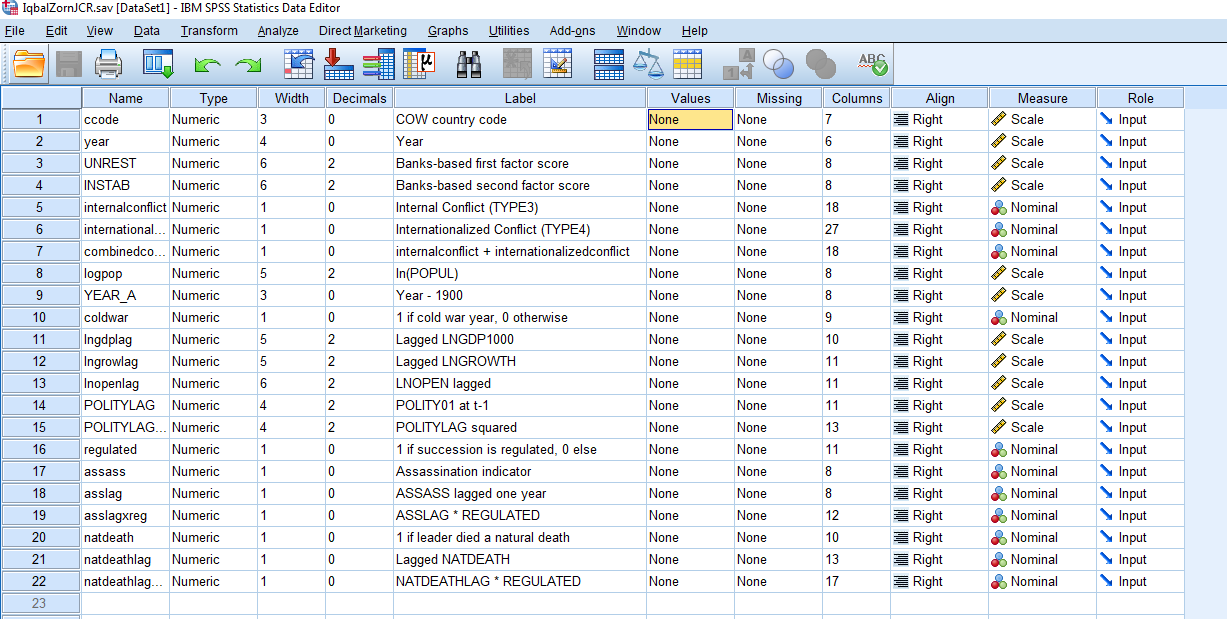 IqbalZornJCR.sav [DataSet1] - IBM SPSS Statistics Data Editor
File Edit View Data Transform Analyze Direct Marketing Graphs Utilities Add-ons Window Help
μ A 1 ABC
Name Type Width Decimals Label Values Missing Columns Align Measure Role
1 ccode Numeric 3 0 COW country code None None 7 Right Scale Input
2 year Numeric 4 0 Year None None 6 Right Scale Input
3 UNREST Numeric 6 2 Banks-based first factor score None None 8 Right Scale Input
4 INSTAB Numeric 6 2 Banks-based second factor score None None 8 Right Scale Input
5 internalconflict Numeric 1 0 Internal Conflict (TYPE3) None None 18 Right Nominal Input
6 international... Numeric 1 0 Internationalized Conflict (TYPE4) None None 27 Right Nominal Input
7 combinedco... Numeric 1 0 internalconflict + internationalizedconflict None None 18 Right Nominal Input
8 logpop Numeric 5 2 ln(POPUL) None None 8 Right Scale Input
9 YEAR_A Numeric 3 0 Year - 1900 None None 8 Right Scale Input
10 coldwar Numeric 1 0 1 if cold war year, 0 otherwise None None 9 Right Nominal Input
11 lngdplag Numeric 5 2 Lagged LNGDP1000 None None 10 Right Scale Input
12 lngrowlag Numeric 5 2 Lagged LNGROWTH None None 11 Right Scale Input
13 lnopenlag Numeric 6 2 LNOPEN lagged None None 11 Right Scale Input
14 POLITYLAG Numeric 4 2 POLITY01 at t-1 None None 11 Right Scale Input
15 POLITYLAG... Numeric 4 2 POLITYLAG squared None None 13 Right Scale Input
16 regulated Numeric 1 0 1 if succession is regulated, 0 else None None 11 Right Nominal Input
17 assass Numeric 1 0 Assassination indicator None None 8 Right Nominal Input
18 asslag Numeric 1 0 ASSASS lagged one year None None 8 Right Nominal Input
19 asslagxreg Numeric 1 0 ASSLAG * REGULATED None None 12 Right Nominal Input
20 natdeath Numeric 1 0 1 if leader died a natural death None None 10 Right Nominal Input
21 natdeathlag Numeric 1 0 Lagged NATDEATH None None 13 Right Nominal Input
22 natdeathlag... Numeric 1 0 NATDEATHLAG * REGULATED None None 17 Right Nominal Input
23